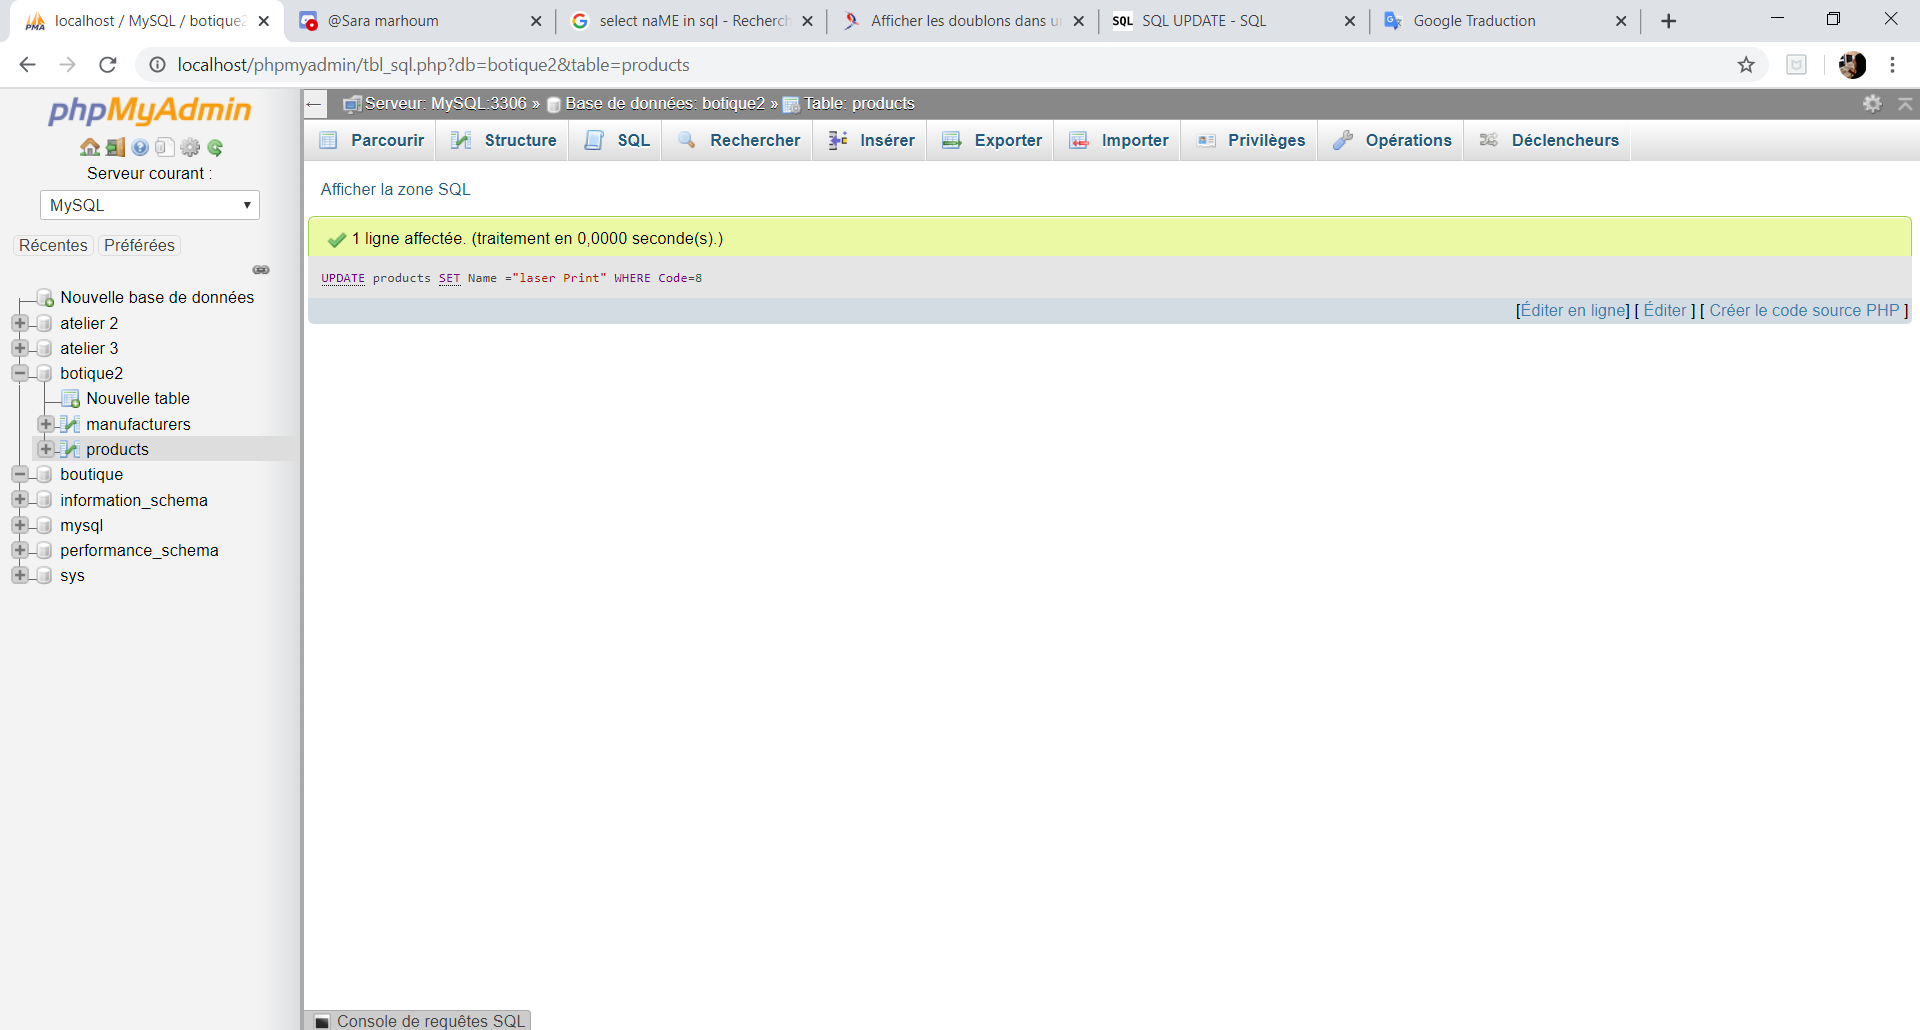 localhost / MySQL / botique2
@Sara marhoum
select naME in sql - Recherch
Afficher les doublons dans u
SQL SQL UPDATE - SQL
Google Traduction
localhost/phpmyadmin/tbl_sql.php?db=botique2&table=products
phpMyAdmin
Serveur courant :
MySQL
Récentes Préférées
Nouvelle base de données
atelier 2
atelier 3
botique2
Nouvelle table
manufacturers
products
boutique
information_schema
mysql
performance_schema
sys
Serveur: MySQL:3306 » Base de données: botique2 » Table: products
Parcourir Structure SQL Rechercher Insérer Exporter Importer Privilèges Opérations Déclencheurs
Afficher la zone SQL
1 ligne affectée. (traitement en 0,0000 seconde(s).)
UPDATE products SET Name ="laser Print" WHERE Code=8
[Éditer en ligne] [ Éditer ] [ Créer le code source PHP ]
Console de requêtes SQL